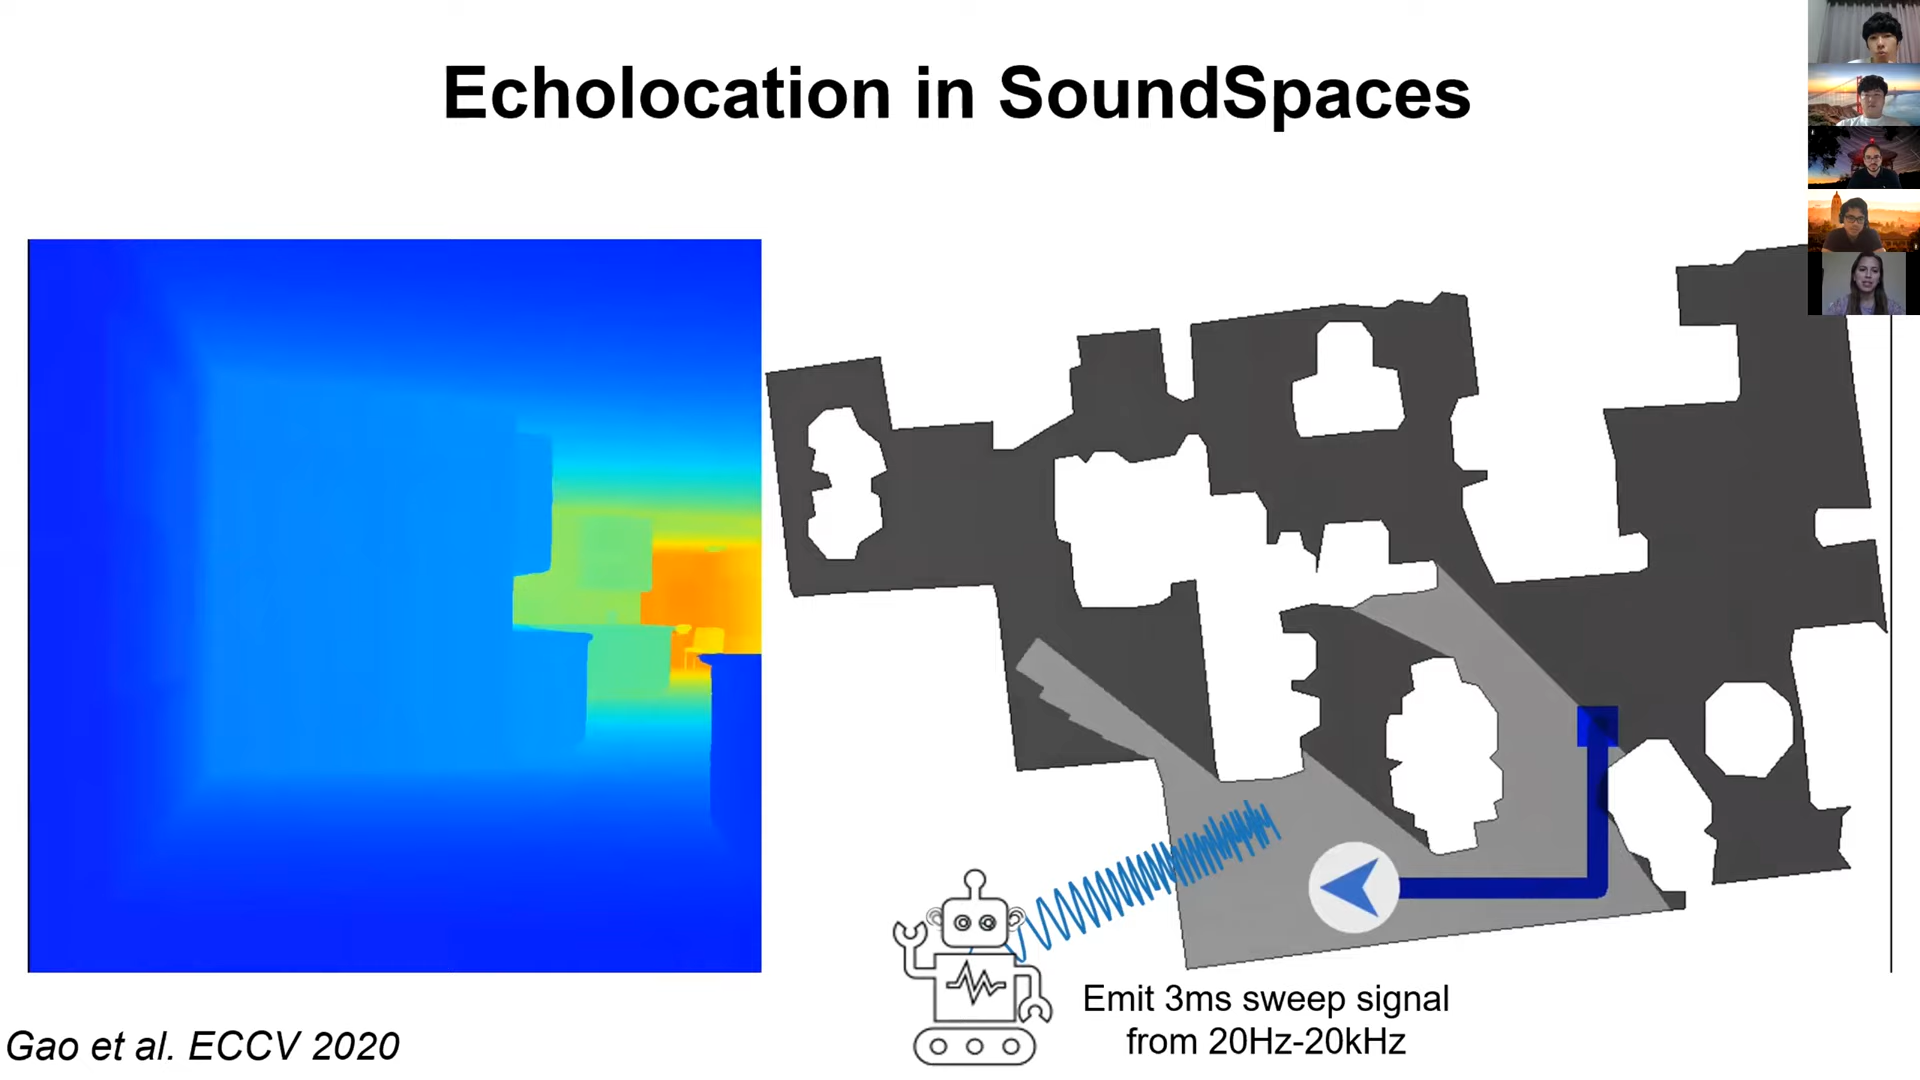 Echolocation in SoundSpaces
Emit 3ms sweep signal
from 20Hz-20kHz
Gao et al. ECCV 2020